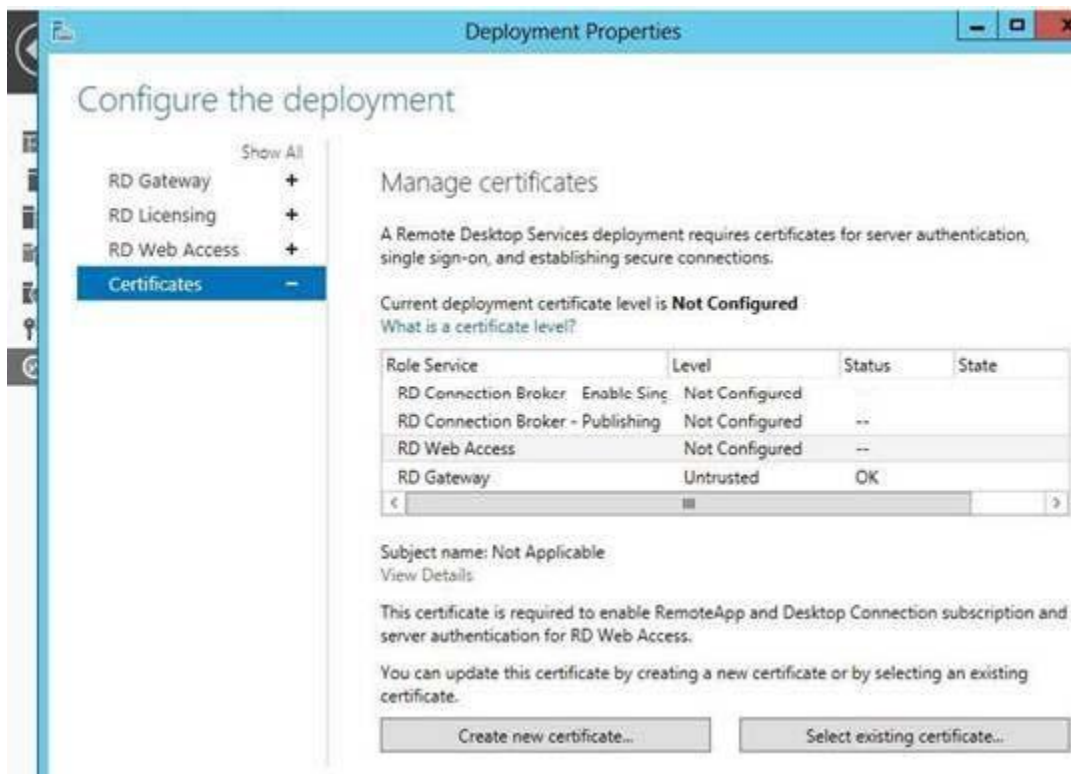 Deployment Properties
Configure the deployment
Show All
RD Gateway +
RD Licensing +
RD Web Access +
Certificates –
Manage certificates
A Remote Desktop Services deployment requires certificates for server authentication,
single sign-on, and establishing secure connections.
Current deployment certificate level is Not Configured
What is a certificate level?
Role Service Level Status State
RD Connection Broker Enable Sing Not Configured
RD Connection Broker - Publishing Not Configured --
RD Web Access Not Configured --
RD Gateway Untrusted OK
Subject name: Not Applicable
View Details
This certificate is required to enable RemoteApp and Desktop Connection subscription and
server authentication for RD Web Access.
You can update this certificate by creating a new certificate or by selecting an existing
certificate.
Create new certificate... Select existing certificate...